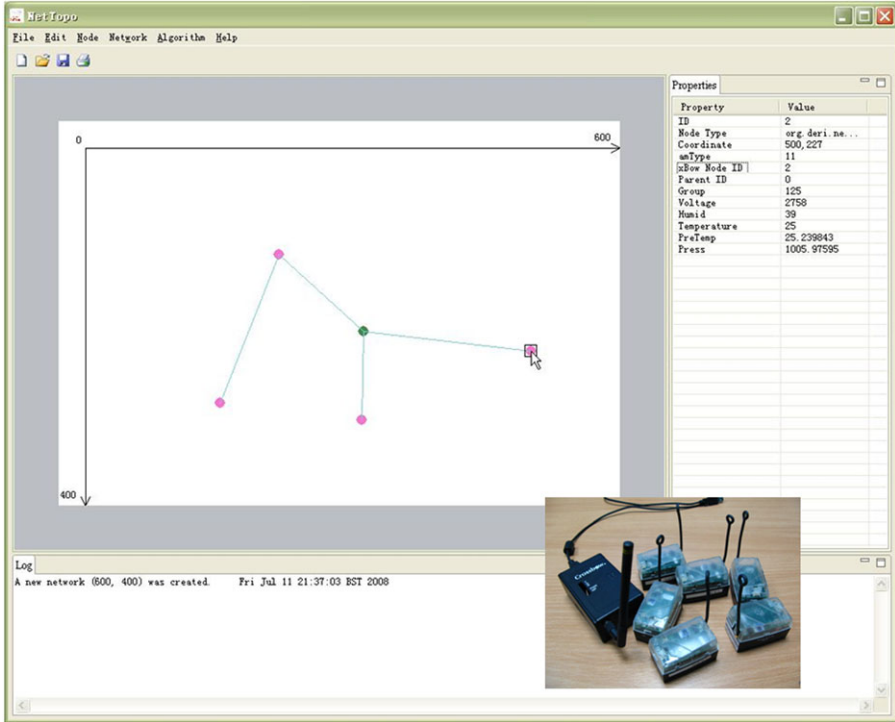 NetTopo
File Edit Node Network Algorithm Help
Properties
Property Value
ID 2
Node Type org.deri.ne...
Coordinate 500,227
amType 11
xBow Node ID 2
Parent ID 0
Group 125
Voltage 2758
Humid 39
Temperature 25
PreTemp 25.239843
Press 1005.97595
0
600
400
Log
A new network (600, 400) was created. Fri Jul 11 21:37:03 BST 2008
Crossbow